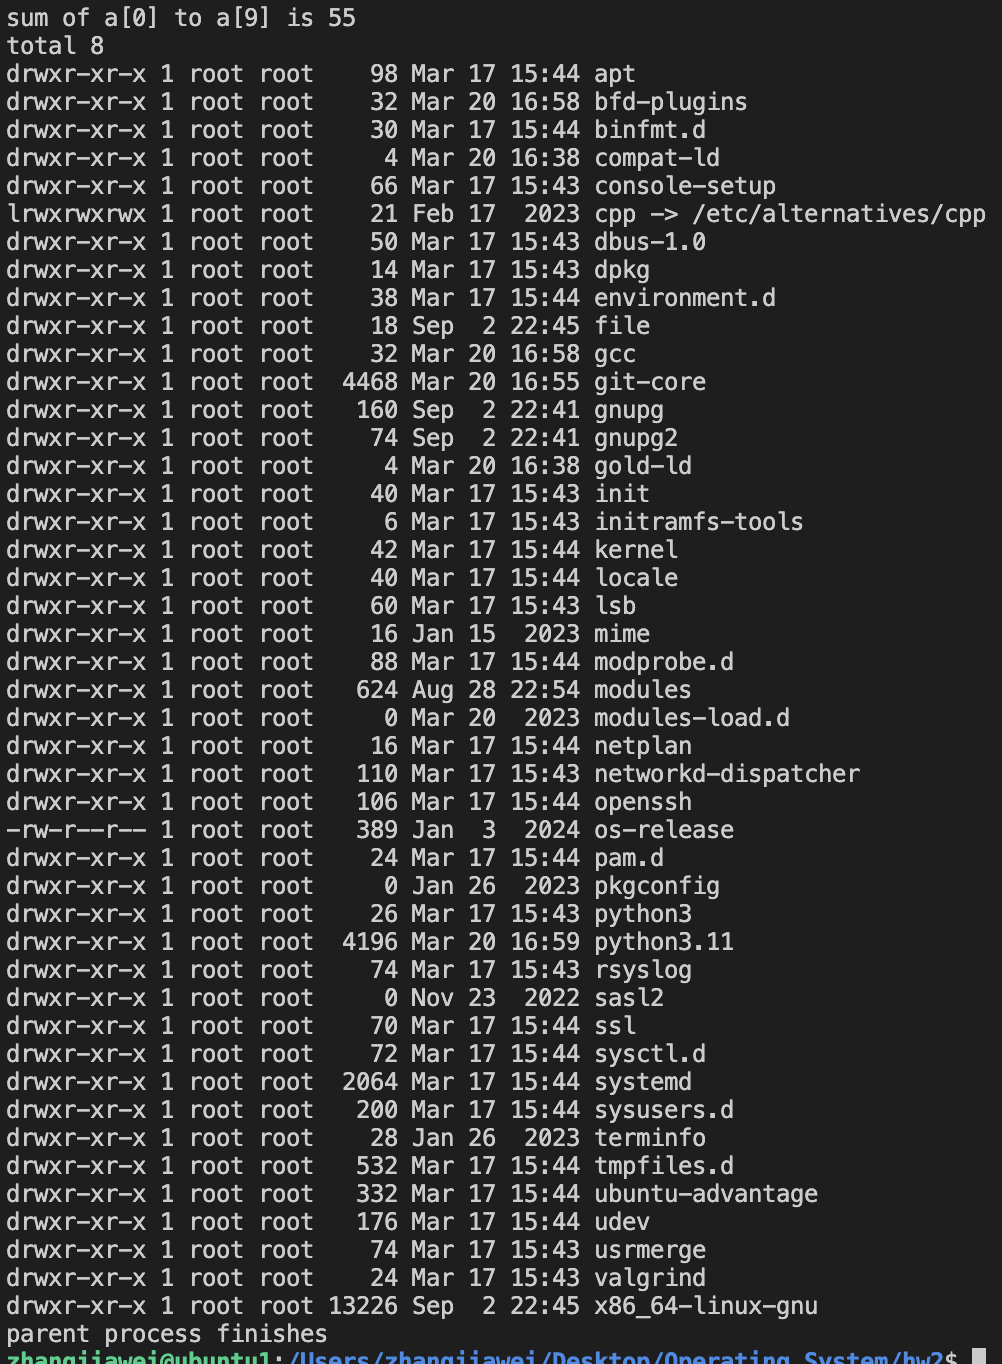 sum of a[0] to a[9] is 55
total 8
drwxr-xr-x 1 root root    98 Mar 17 15:44 apt
drwxr-xr-x 1 root root    32 Mar 20 16:58 bfd-plugins
drwxr-xr-x 1 root root    30 Mar 17 15:44 binfmt.d
drwxr-xr-x 1 root root     4 Mar 20 16:38 compat-ld
drwxr-xr-x 1 root root    66 Mar 17 15:43 console-setup
lrwxrwxrwx 1 root root    21 Feb 17  2023 cpp -> /etc/alternatives/cpp
drwxr-xr-x 1 root root    50 Mar 17 15:43 dbus-1.0
drwxr-xr-x 1 root root    14 Mar 17 15:43 dpkg
drwxr-xr-x 1 root root    38 Mar 17 15:44 environment.d
drwxr-xr-x 1 root root    18 Sep  2 22:45 file
drwxr-xr-x 1 root root    32 Mar 20 16:58 gcc
drwxr-xr-x 1 root root  4468 Mar 20 16:55 git-core
drwxr-xr-x 1 root root   160 Sep  2 22:41 gnupg
drwxr-xr-x 1 root root    74 Sep  2 22:41 gnupg2
drwxr-xr-x 1 root root     4 Mar 20 16:38 gold-ld
drwxr-xr-x 1 root root    40 Mar 17 15:43 init
drwxr-xr-x 1 root root     6 Mar 17 15:43 initramfs-tools
drwxr-xr-x 1 root root    42 Mar 17 15:44 kernel
drwxr-xr-x 1 root root    40 Mar 17 15:44 locale
drwxr-xr-x 1 root root    60 Mar 17 15:43 lsb
drwxr-xr-x 1 root root    16 Jan 15  2023 mime
drwxr-xr-x 1 root root    88 Mar 17 15:44 modprobe.d
drwxr-xr-x 1 root root   624 Aug 28 22:54 modules
drwxr-xr-x 1 root root     0 Mar 20  2023 modules-load.d
drwxr-xr-x 1 root root    16 Mar 17 15:44 netplan
drwxr-xr-x 1 root root   110 Mar 17 15:43 networkd-dispatcher
drwxr-xr-x 1 root root   106 Mar 17 15:44 openssh
-rw-r--r-- 1 root root   389 Jan  3  2024 os-release
drwxr-xr-x 1 root root    24 Mar 17 15:44 pam.d
drwxr-xr-x 1 root root     0 Jan 26  2023 pkgconfig
drwxr-xr-x 1 root root    26 Mar 17 15:43 python3
drwxr-xr-x 1 root root  4196 Mar 20 16:59 python3.11
drwxr-xr-x 1 root root    74 Mar 17 15:43 rsyslog
drwxr-xr-x 1 root root     0 Nov 23  2022 sasl2
drwxr-xr-x 1 root root    70 Mar 17 15:44 ssl
drwxr-xr-x 1 root root    72 Mar 17 15:44 sysctl.d
drwxr-xr-x 1 root root  2064 Mar 17 15:44 systemd
drwxr-xr-x 1 root root   200 Mar 17 15:44 sysusers.d
drwxr-xr-x 1 root root    28 Jan 26  2023 terminfo
drwxr-xr-x 1 root root   532 Mar 17 15:44 tmpfiles.d
drwxr-xr-x 1 root root   332 Mar 17 15:44 ubuntu-advantage
drwxr-xr-x 1 root root   176 Mar 17 15:44 udev
drwxr-xr-x 1 root root    74 Mar 17 15:43 usrmerge
drwxr-xr-x 1 root root    24 Mar 17 15:43 valgrind
drwxr-xr-x 1 root root 13226 Sep  2 22:45 x86_64-linux-gnu
parent process finishes
zhangjiawei@ubuntu1:/Users/zhangjiawei/Desktop/Operating System/hw2$